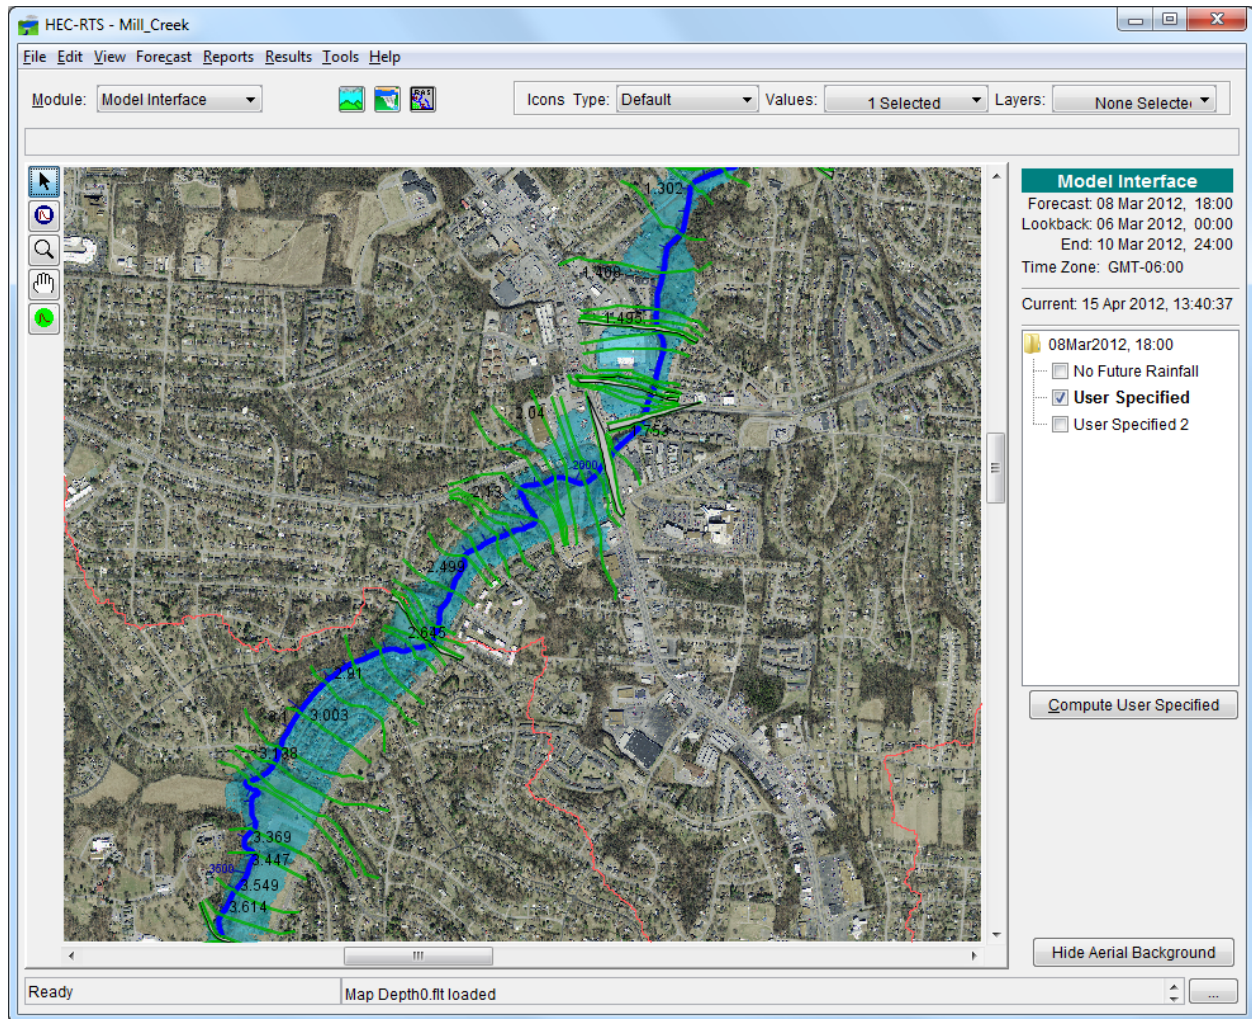 HEC-RTS - Mill_Creek
File Edit View Forecast Reports Results Tools Help
Module: Model Interface
RAS
Icons Type: Default Values: 1 Selected Layers: None Selecte
Model Interface
Forecast: 08 Mar 2012, 18:00
Lookback: 06 Mar 2012, 00:00
End: 10 Mar 2012, 24:00
Time Zone: GMT-06:00
Current: 15 Apr 2012, 13:40:37
08Mar2012, 18:00
No Future Rainfall
User Specified
User Specified 2
Compute User Specified
Hide Aerial Background
1.302
1.408
1.495
2.04
1.753
2000
2.13
2.499
2.645
2.91
3.003
3.369
3.447
3500
3.549
3.614
Ready
Map Depth0.flt loaded
...